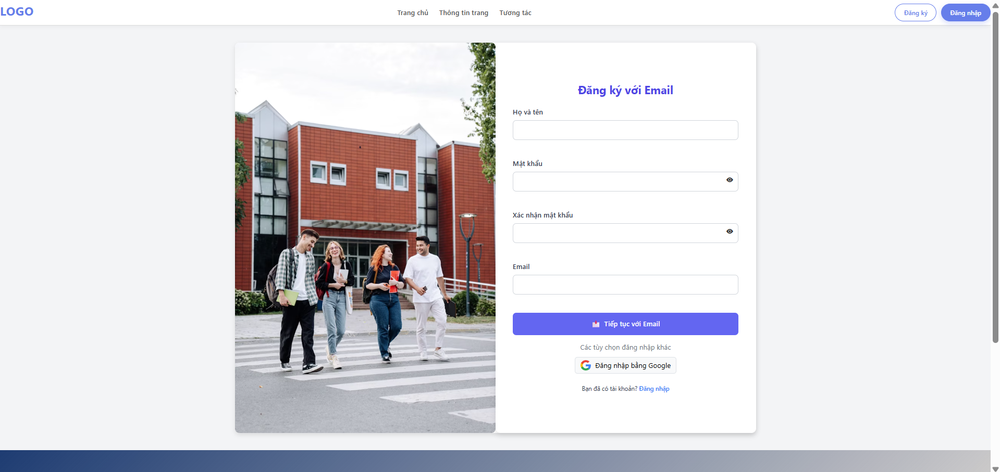 LOGO
Trang chủ
Thông tin trang
Tương tác
Đăng ký
Đăng nhập
Đăng ký với Email
Họ và tên
Mật khẩu
Xác nhận mật khẩu
Email
Tiếp tục với Email
Các tùy chọn đăng nhập khác
Đăng nhập bằng Google
Bạn đã có tài khoản? Đăng nhập